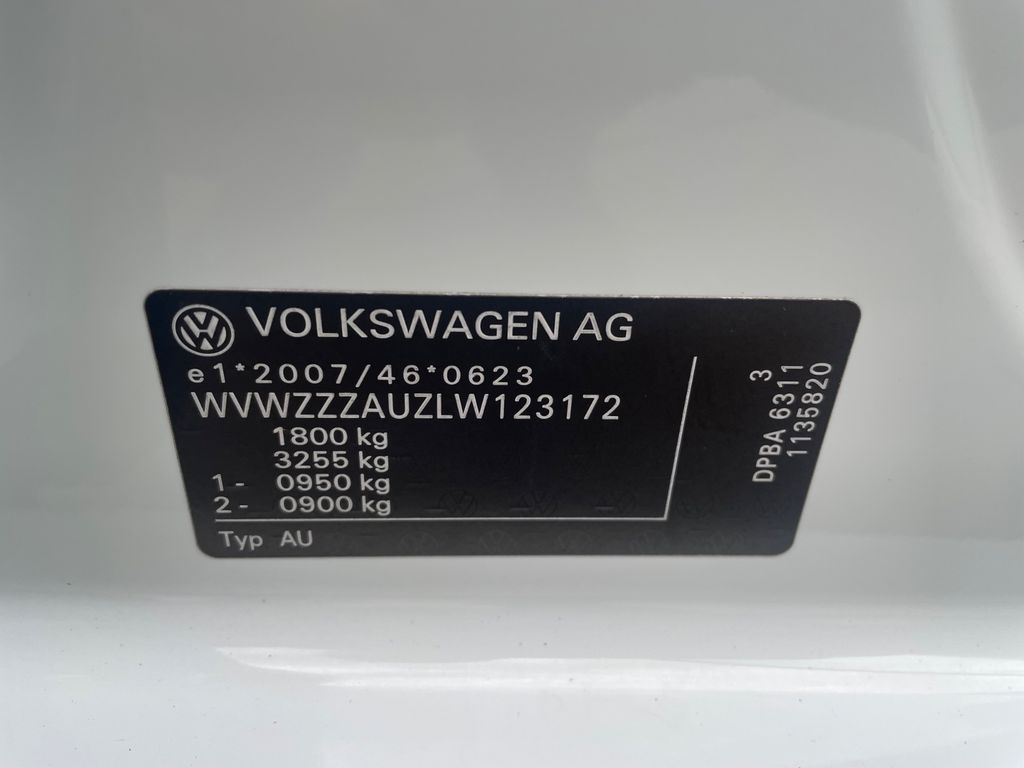 VOLKSWAGEN AG
e1*2007/46*0623
WVWZZZAUZLW123172
1800 kg
3255 kg
1- 0950 kg
2- 0900 kg
Typ AU
3
DPBA 6311
1135820